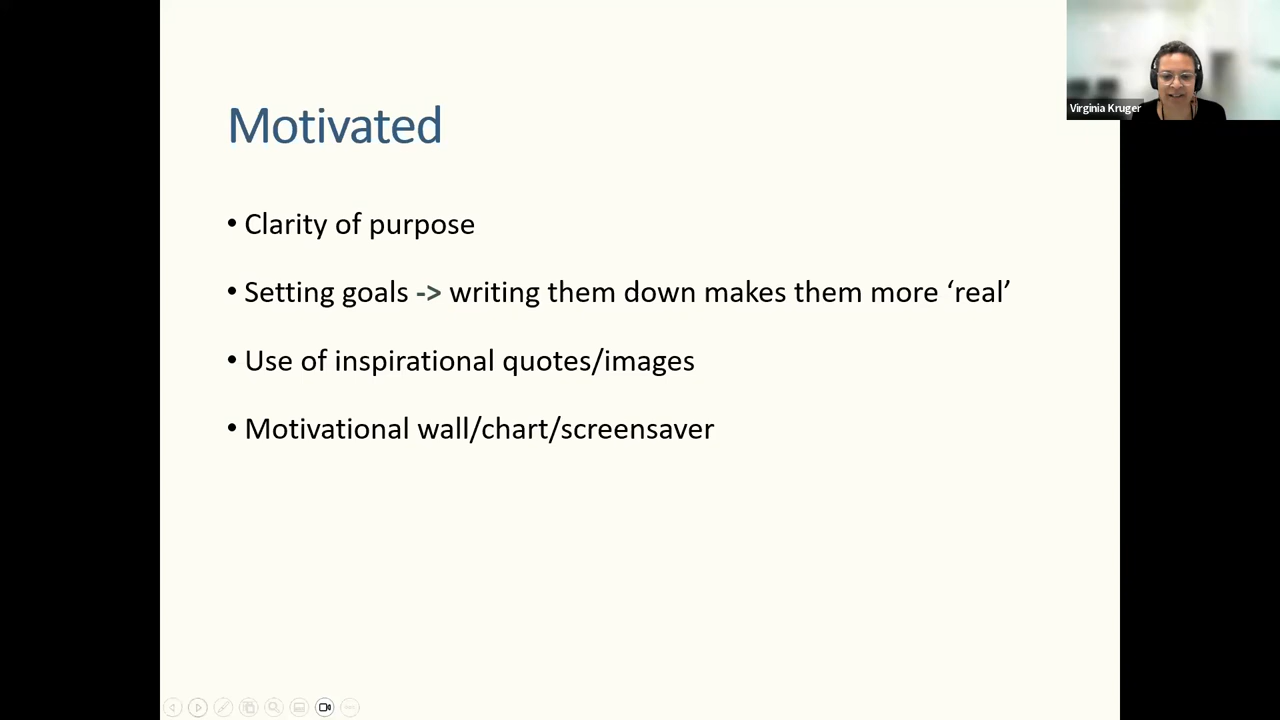 Motivated
• Clarity of purpose
• Setting goals -> writing them down makes them more ‘real’
• Use of inspirational quotes/images
• Motivational wall/chart/screensaver
Virginia Kruger